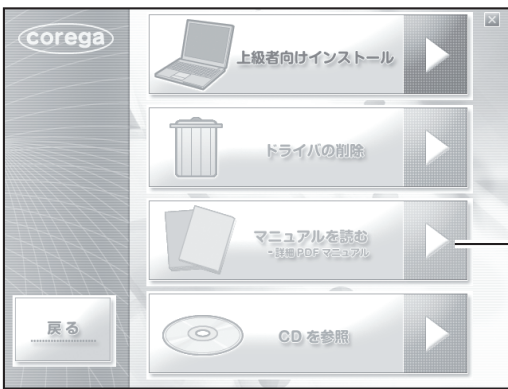 corega
上級者向けインストール
ドライバの削除
マニュアルを読む
- 詳細 PDF マニュアル
CD を参照
戻る